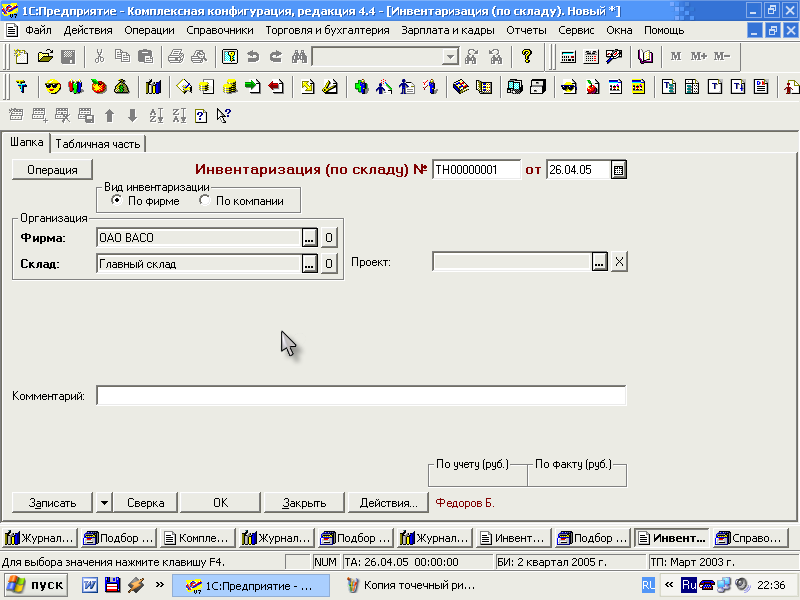 1С:Предприятие - Комплексная конфигурация, редакция 4.4 - [Инвентаризация (по складу). Новый *]
Файл Действия Операции Справочники Торговля и бухгалтерия Зарплата и кадры Отчеты Сервис Окна Помощь
M M+ M−
Шапка Табличная часть
Операция Инвентаризация (по складу) № ТН00000001 от 26.04.05
Вид инвентаризации
По фирме По компании
Организация
Фирма: ОАО ВАСО ... О
Склад: Главный склад ... О Проект: ... X
Комментарий:
По учету (руб.) По факту (руб.)
Записать Сверка OK Закрыть Действия... Федоров Б.
Журнал... Подбор ... Компле... Журнал... Подбор ... Журнал... Инвент... Подбор ... Инвент... Справо...
Для выбора значения нажмите клавишу F4. NUM ТА: 26.04.05 00:00:00 БИ: 2 квартал 2005 г. ТП: Март 2003 г.
пуск » 1С:Предприятие - ... Копия точечный ри... RL « Ru 22:36